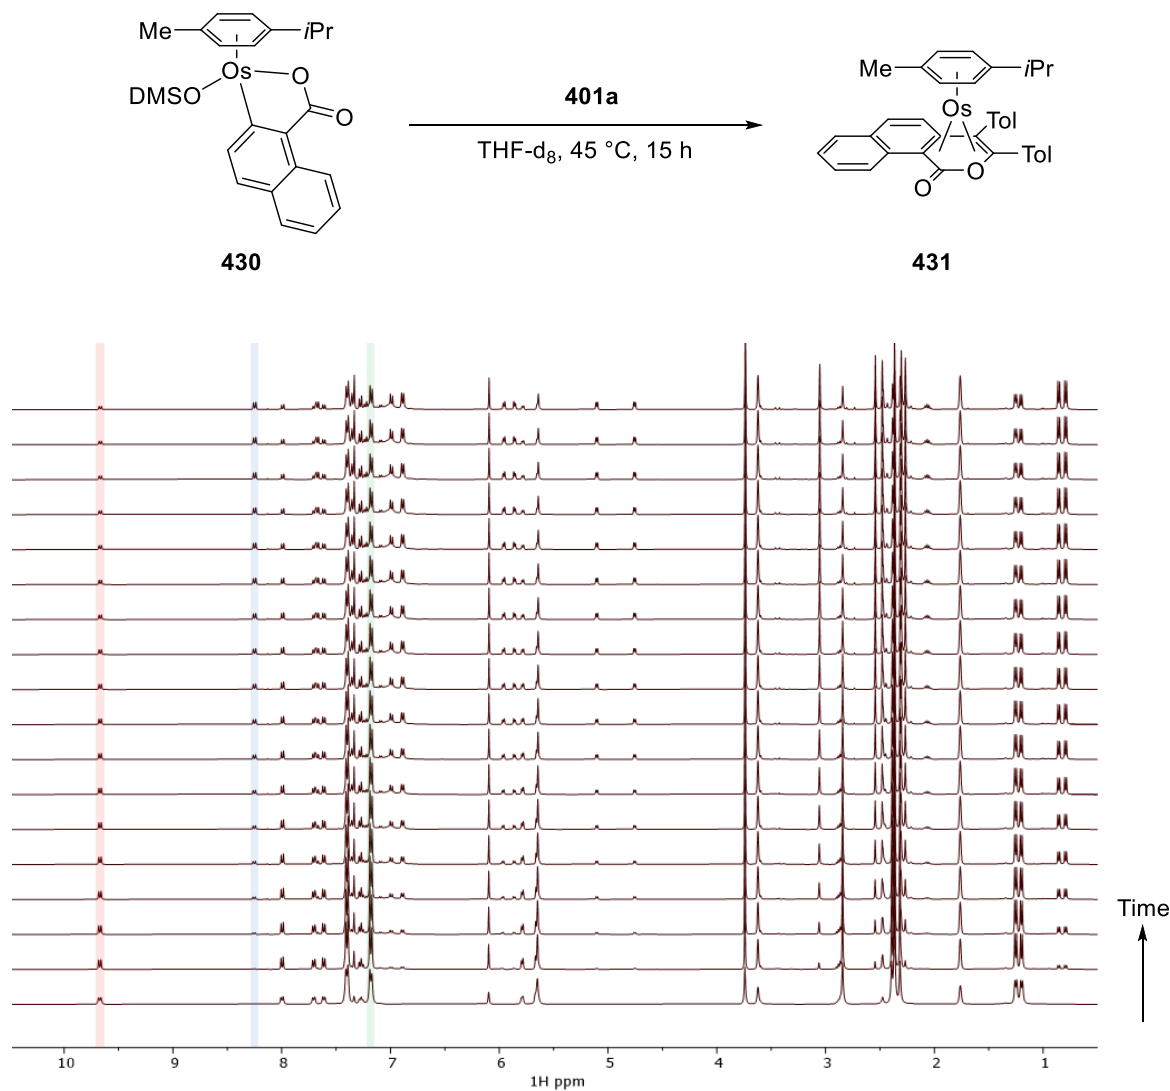 Me
iPr
Os
O
DMSO
O
430
401a
THF-d₈, 45 °C, 15 h
Me
iPr
Os
Tol
Tol
O
O
431
Time
10 9 8 7 6 5 4 3 2 1
1H ppm